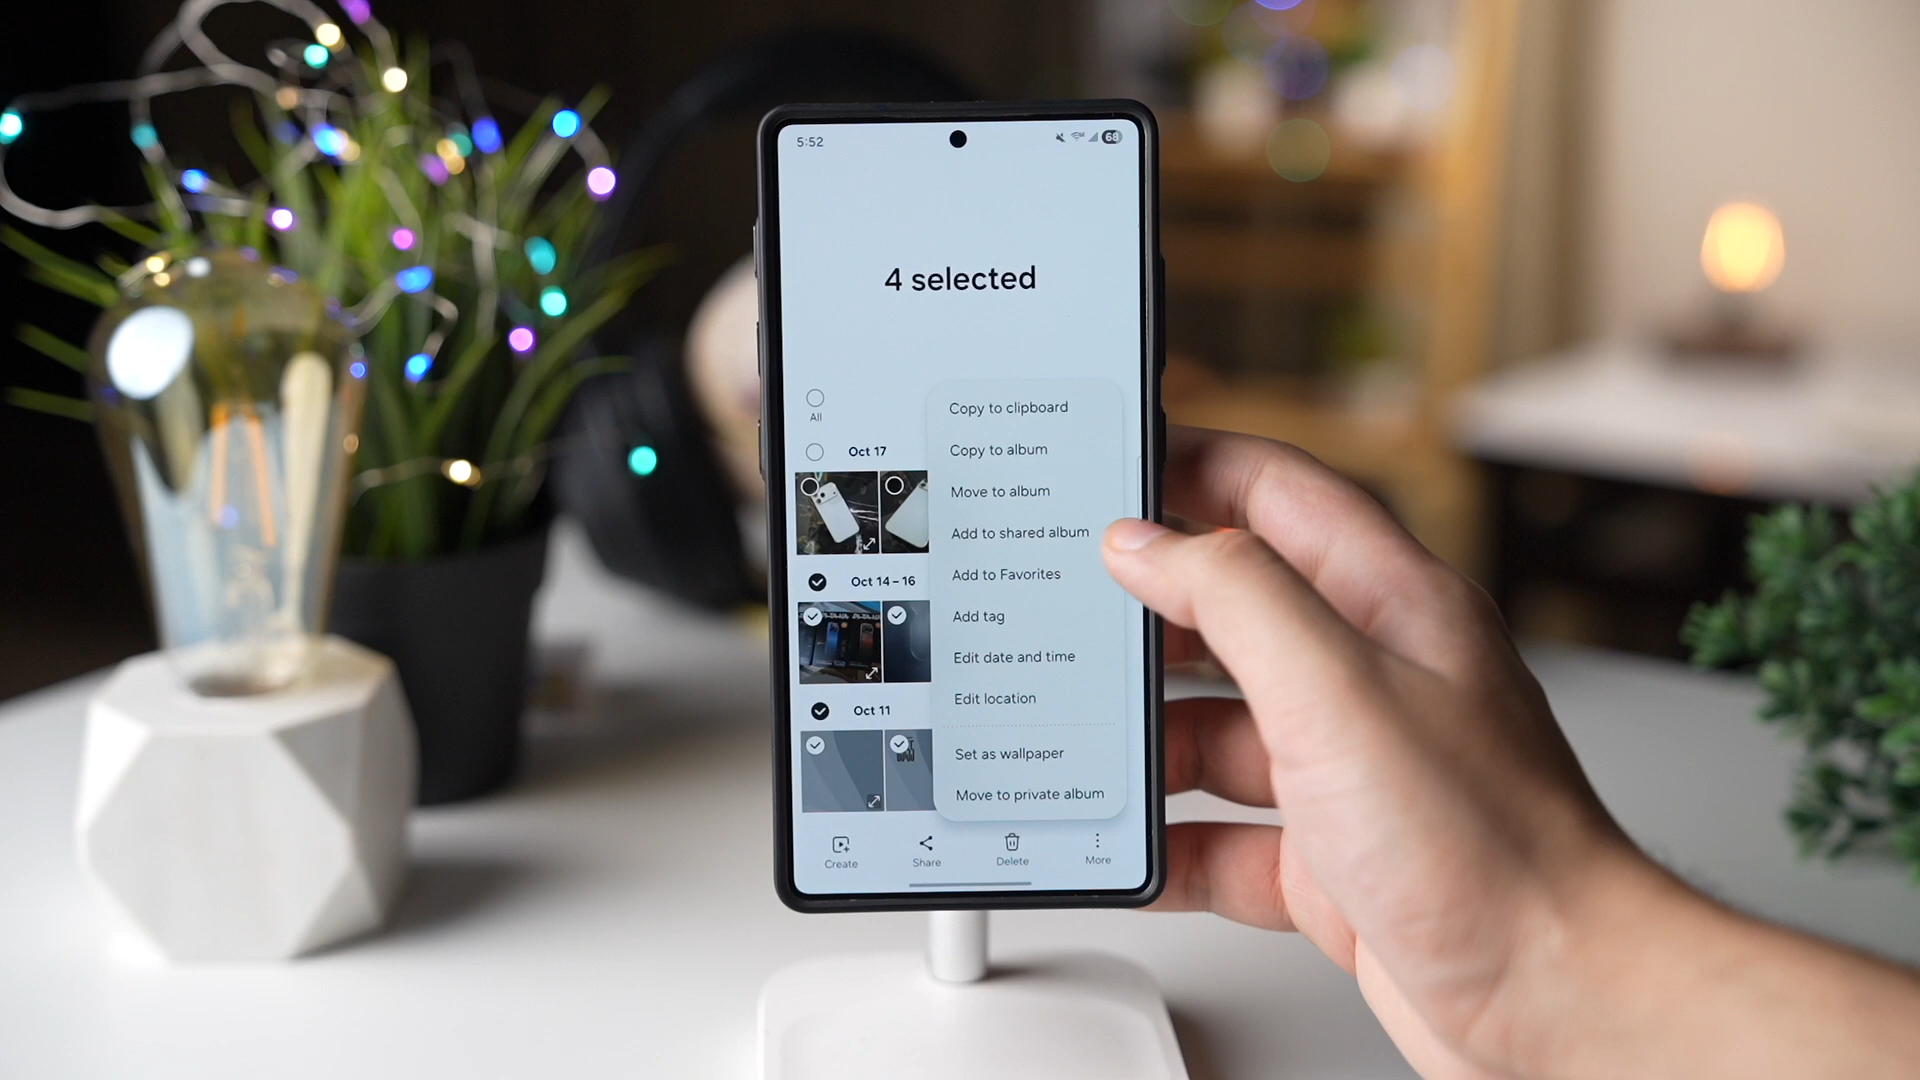 5:52
68
4 selected
All
Oct 17
Oct 14 – 16
Oct 11
Copy to clipboard
Copy to album
Move to album
Add to shared album
Add to Favorites
Add tag
Edit date and time
Edit location
Set as wallpaper
Move to private album
Create
Share
Delete
More